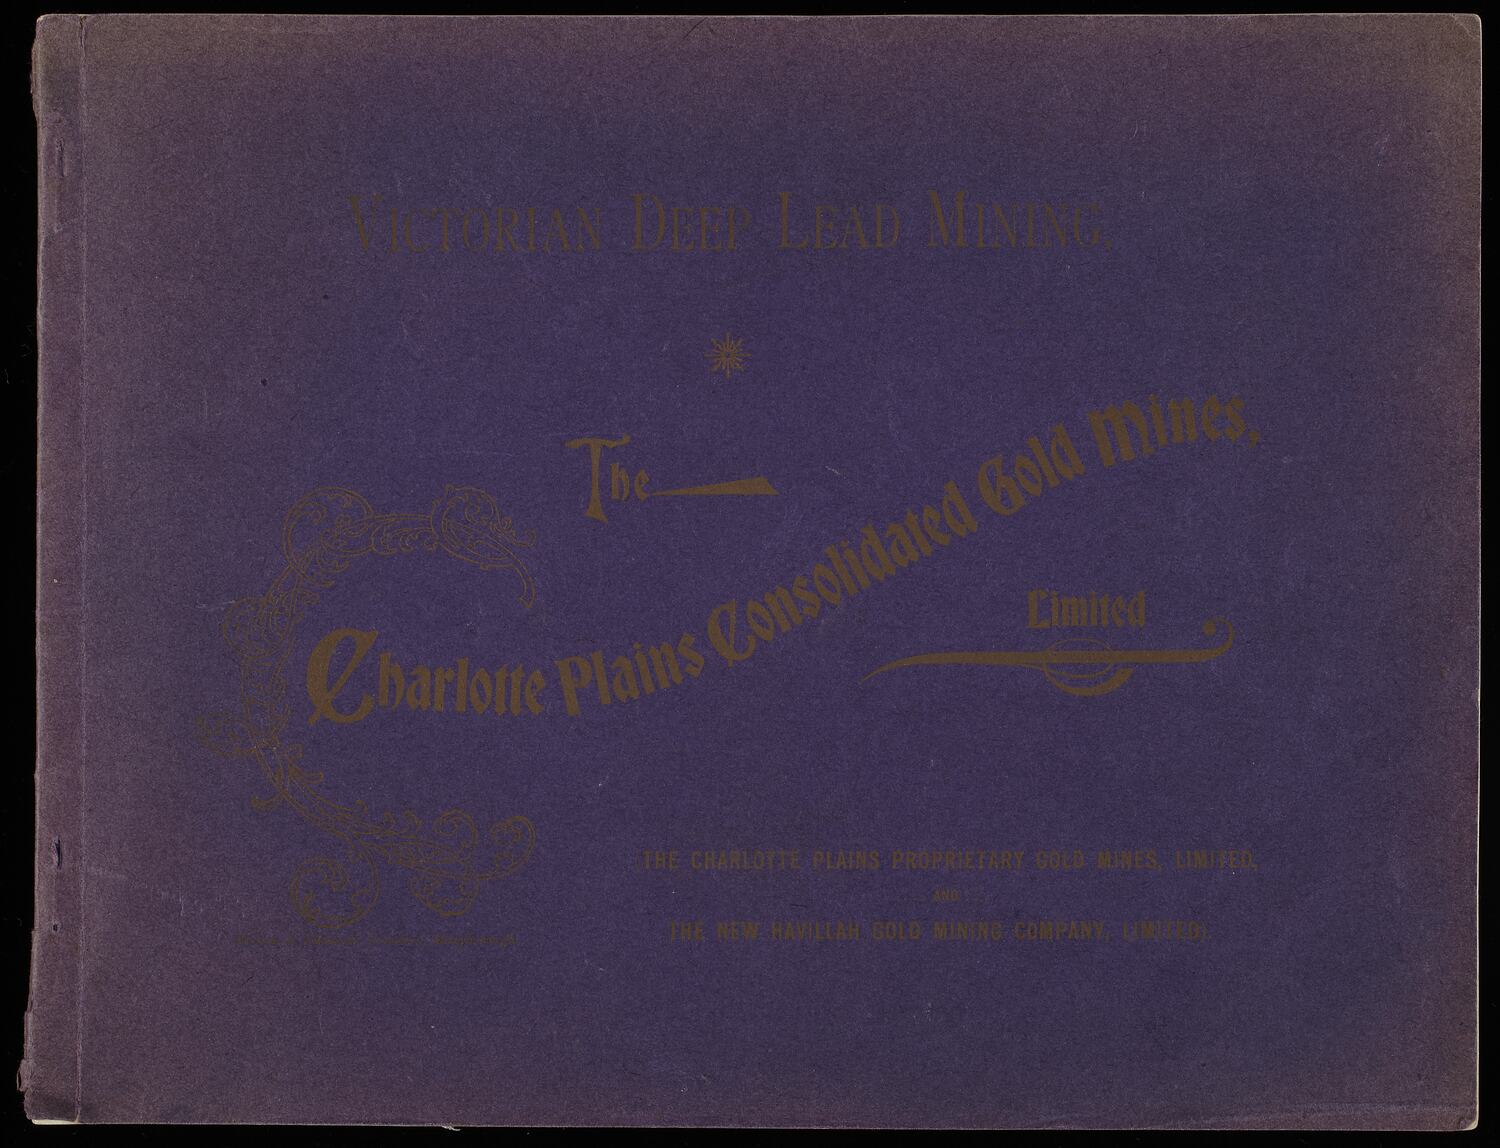 VICTORIAN DEEP LEAD MINING.
The
Charlotte Plains Consolidated Gold Mines,
Limited
(THE CHARLOTTE PLAINS PROPRIETARY GOLD MINES, LIMITED,
AND
THE NEW HAVILLAH GOLD MINING COMPANY, LIMITED).